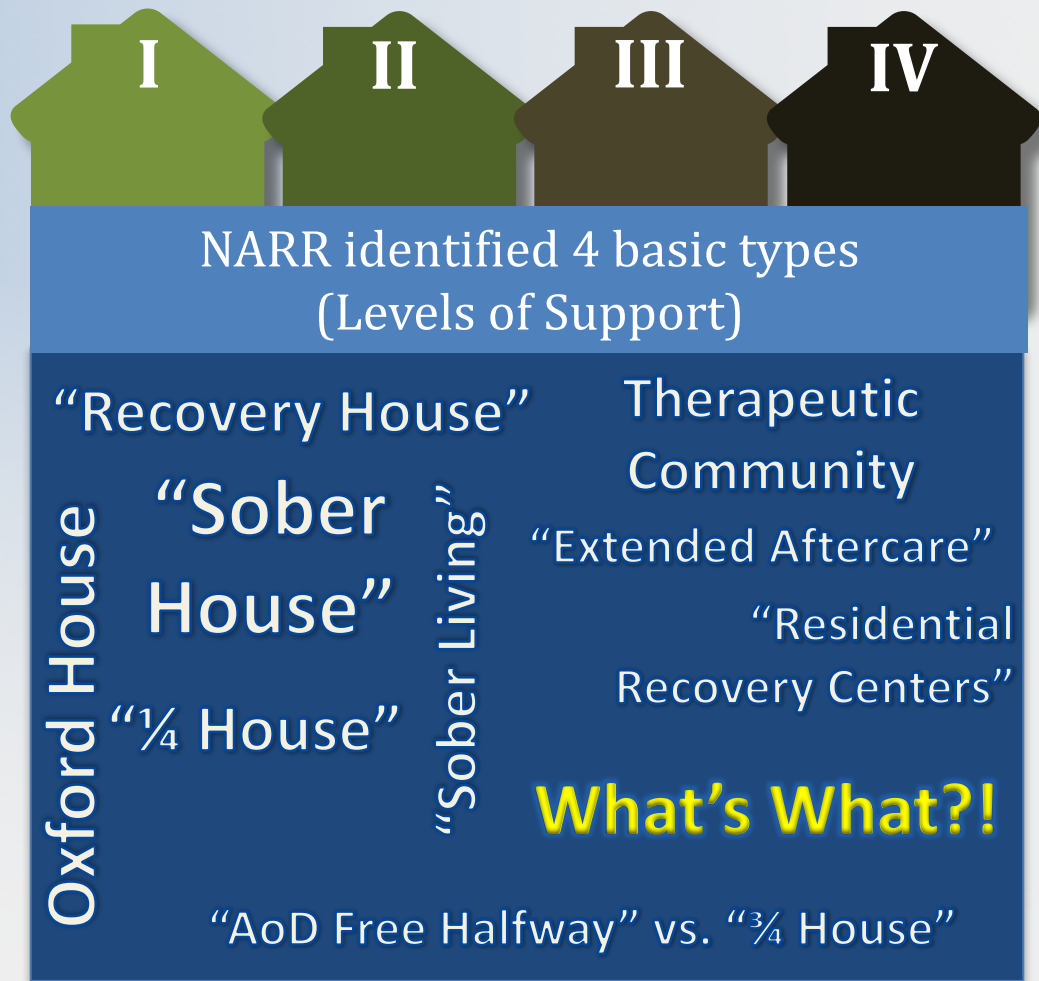 I
II
III
IV
NARR identified 4 basic types
(Levels of Support)
“Recovery House”
Therapeutic
Community
“Sober
House”
“Sober Living”
“Extended Aftercare”
Oxford House
“Residential
Recovery Centers”
“¼ House”
What’s What?!
“AoD Free Halfway” vs. “¾ House”